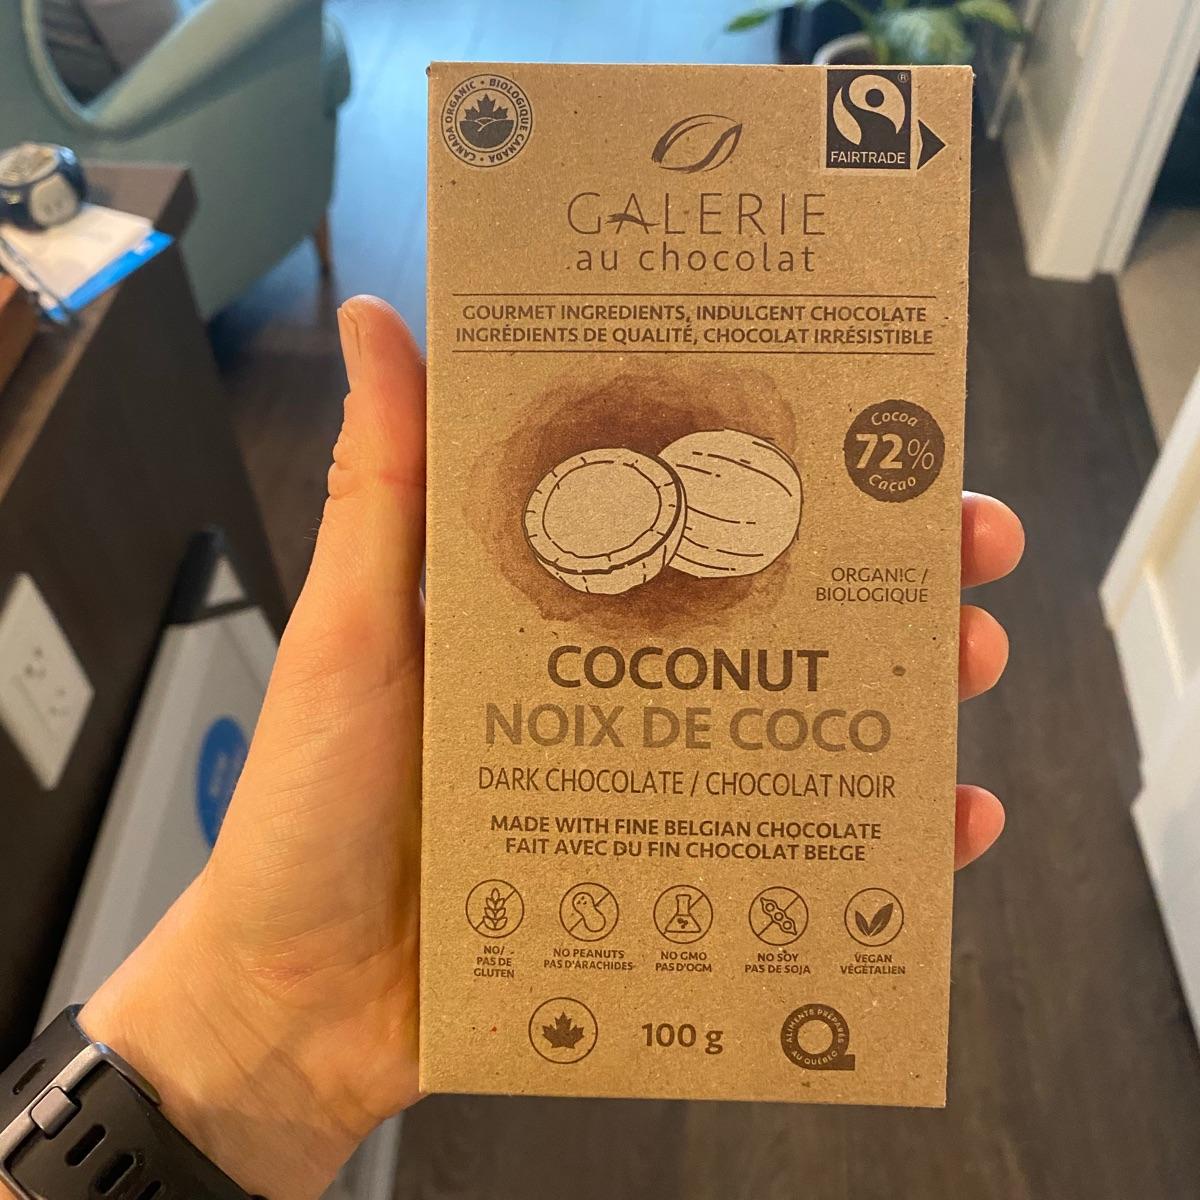 CANADA ORGANIC • BIOLOGIQUE CANADA •
FAIRTRADE
GALERIE
au chocolat
GOURMET INGREDIENTS, INDULGENT CHOCOLATE
INGRÉDIENTS DE QUALITÉ, CHOCOLAT IRRÉSISTIBLE
Cocoa
72%
Cacao
ORGANIC /
BIOLOGIQUE
COCONUT
NOIX DE COCO
DARK CHOCOLATE / CHOCOLAT NOIR
MADE WITH FINE BELGIAN CHOCOLATE
FAIT AVEC DU FIN CHOCOLAT BELGE
NO/
PAS DE
GLUTEN
NO PEANUTS
PAS D'ARACHIDES
NO GMO
PAS D'OGM
NO SOY
PAS DE SOJA
VEGAN
VÉGÉTALIEN
100 g
ALIMENTS PRÉPARÉS
AU QUÉBEC